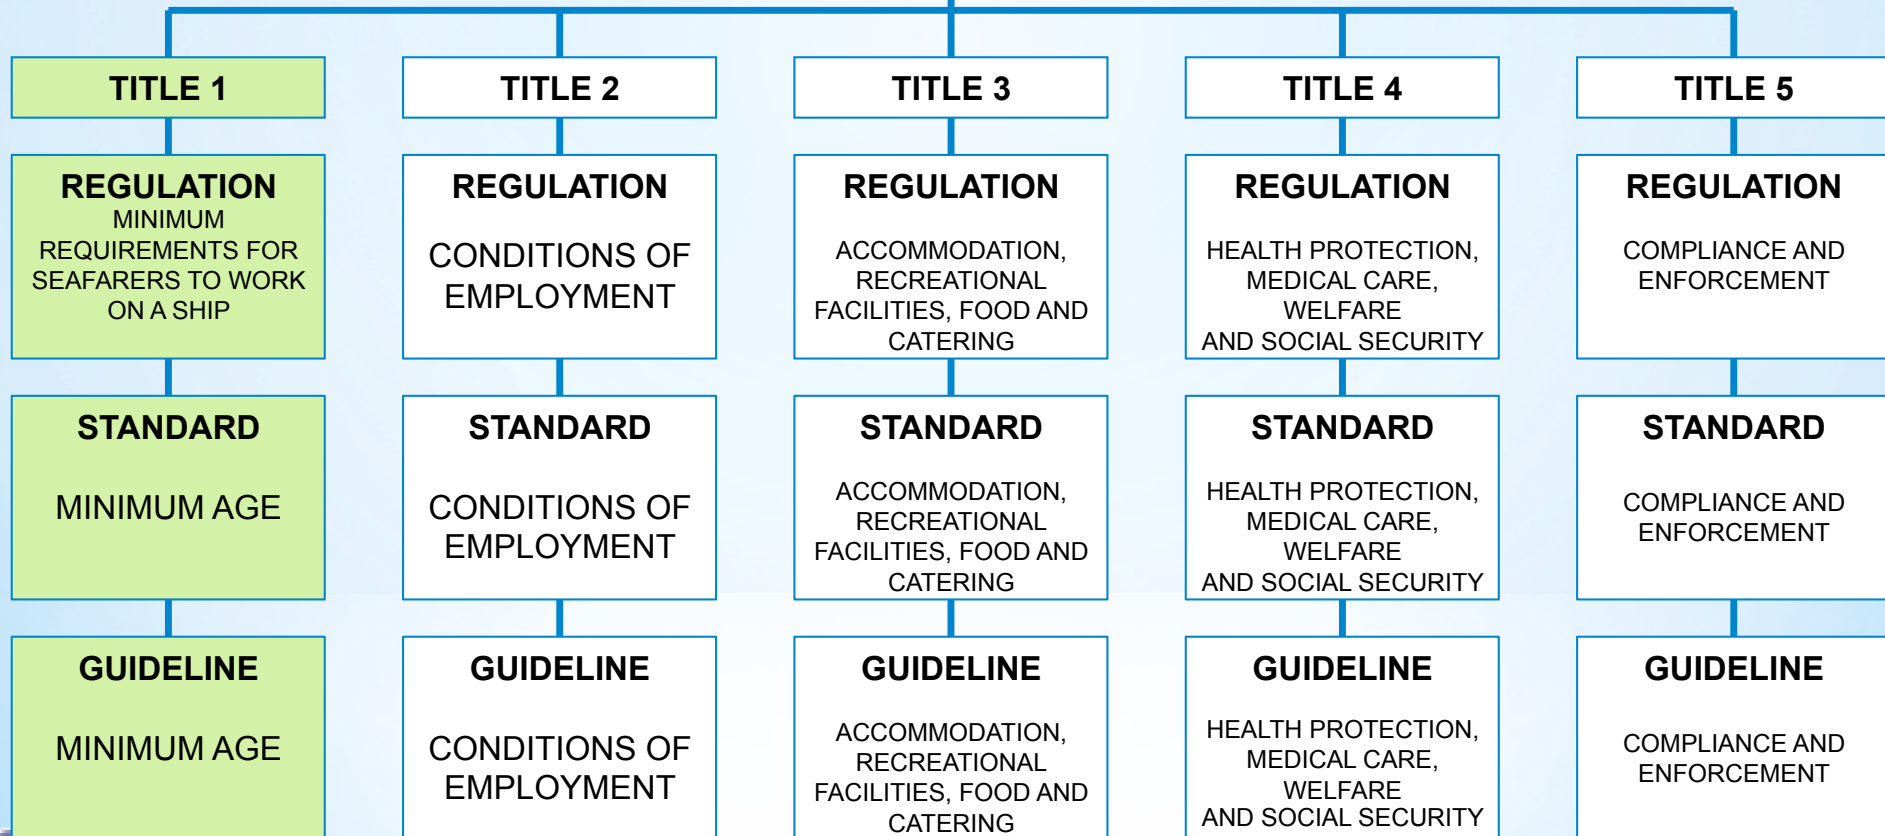 TITLE 1
TITLE 2
TITLE 3
TITLE 4
TITLE 5
REGULATION
MINIMUM
REQUIREMENTS FOR
SEAFARERS TO WORK
ON A SHIP
REGULATION
CONDITIONS OF
EMPLOYMENT
REGULATION
ACCOMMODATION,
RECREATIONAL
FACILITIES, FOOD AND
CATERING
REGULATION
HEALTH PROTECTION,
MEDICAL CARE,
WELFARE
AND SOCIAL SECURITY
REGULATION
COMPLIANCE AND
ENFORCEMENT
STANDARD
MINIMUM AGE
STANDARD
CONDITIONS OF
EMPLOYMENT
STANDARD
ACCOMMODATION,
RECREATIONAL
FACILITIES, FOOD AND
CATERING
STANDARD
HEALTH PROTECTION,
MEDICAL CARE,
WELFARE
AND SOCIAL SECURITY
STANDARD
COMPLIANCE AND
ENFORCEMENT
GUIDELINE
MINIMUM AGE
GUIDELINE
CONDITIONS OF
EMPLOYMENT
GUIDELINE
ACCOMMODATION,
RECREATIONAL
FACILITIES, FOOD AND
CATERING
GUIDELINE
HEALTH PROTECTION,
MEDICAL CARE,
WELFARE
AND SOCIAL SECURITY
GUIDELINE
COMPLIANCE AND
ENFORCEMENT